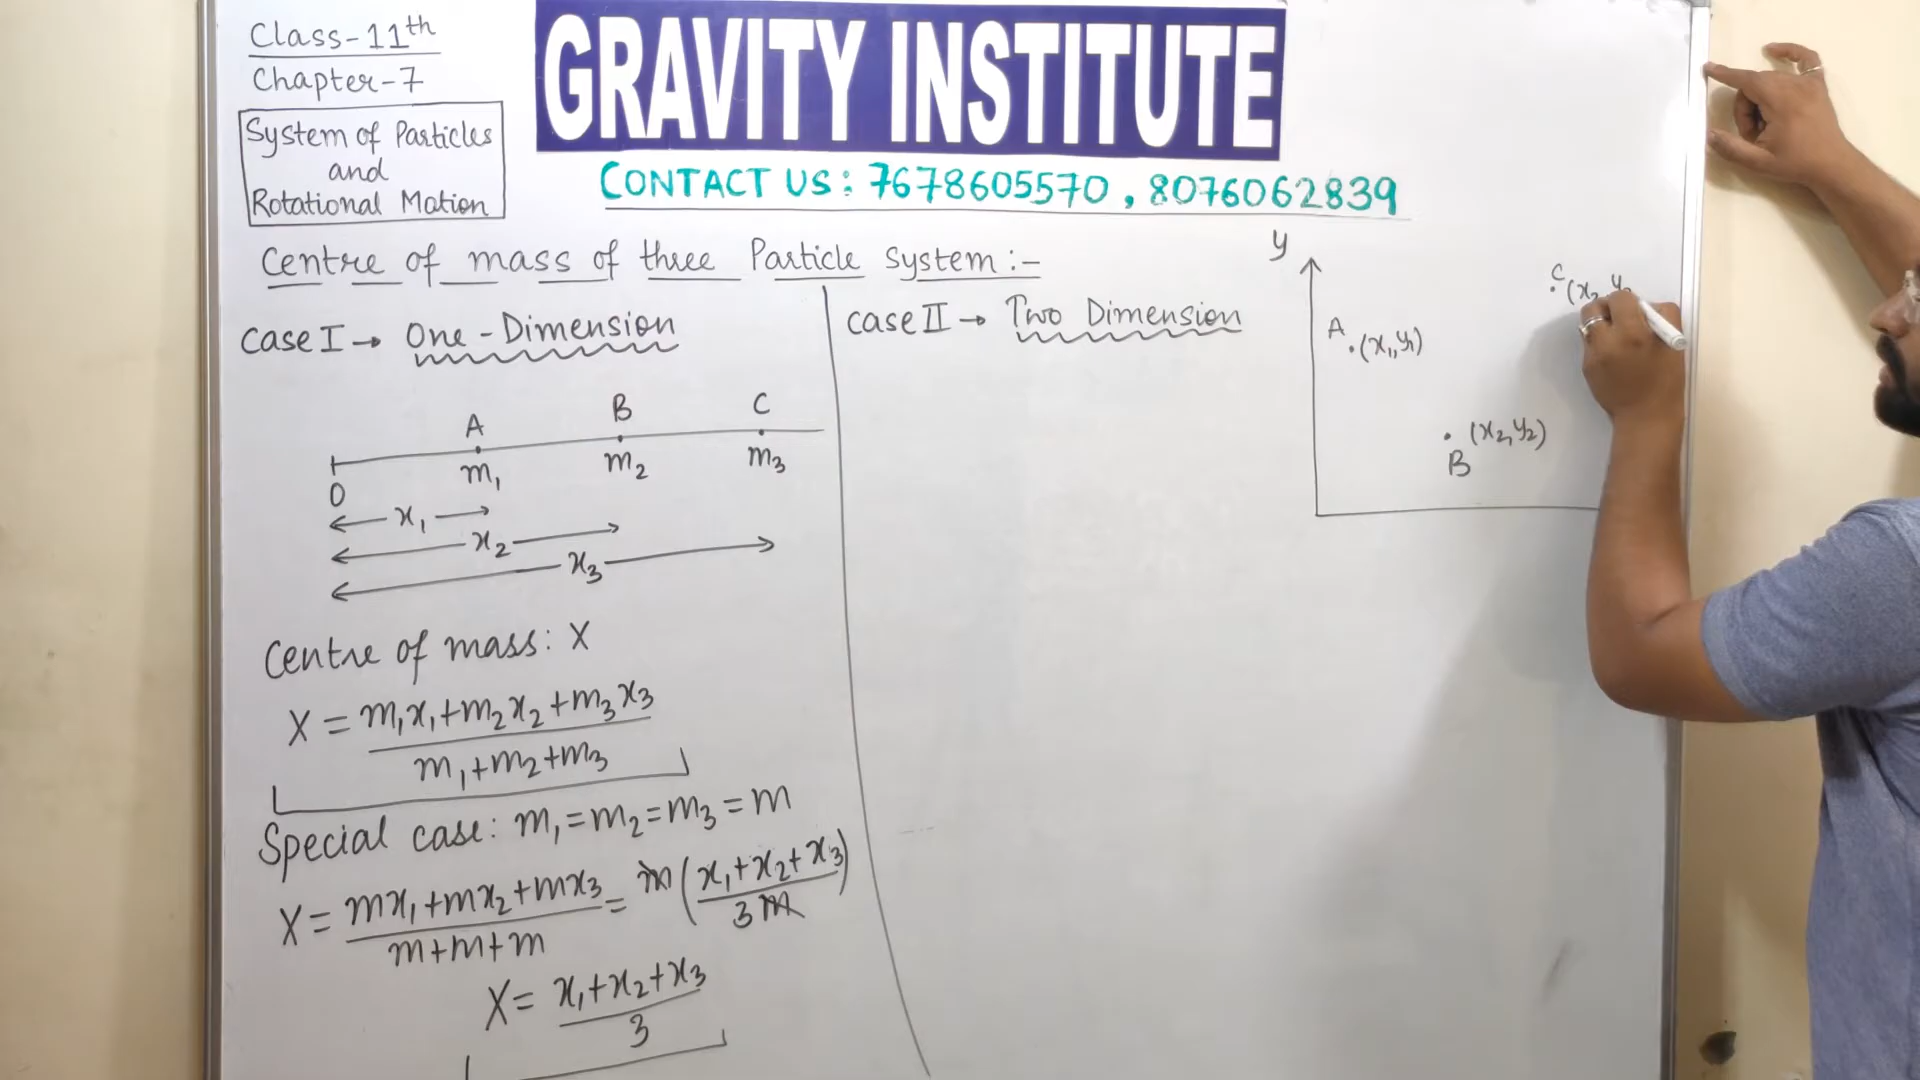 Class-11th
Chapter-7
System of Particles
and
Rotational Motion
GRAVITY INSTITUTE
CONTACT US: 7678605570, 8076062839
Centre of mass of three Particle System:-
Case I → One-Dimension
A B C
m₁ m₂ m₃
O
x₁
x₂
x₃
Centre of mass: X
X = m₁x₁+m₂x₂+m₃x₃
m₁+m₂+m₃
Special case: m₁=m₂=m₃=m
X = mx₁+mx₂+mx₃ = m(x₁+x₂+x₃)
m+m+m 3m
X = x₁+x₂+x₃
3
Case II → Two Dimension
y
C
A
.(x₁,y₁)
. (x₂,y₂)
B